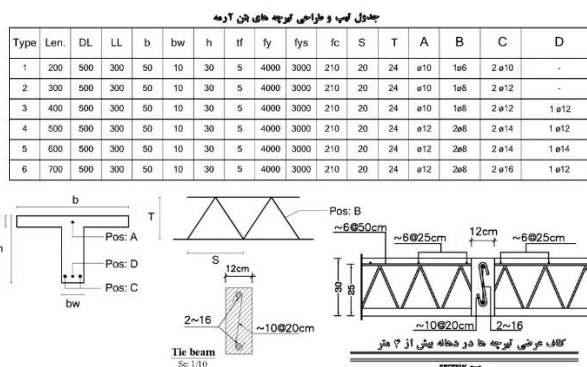 جدول تیپ و طراحی تیرچه های بتن آرمه
Type Len. DL LL b bw h tf fy fys fc S T A B C D
1 200 500 300 50 10 30 5 4000 3000 210 20 24 ø10 1ø6 2 ø10 -
2 300 500 300 50 10 30 5 4000 3000 210 20 24 ø10 1ø8 2 ø12 -
3 400 500 300 50 10 30 5 4000 3000 210 20 24 ø10 1ø8 2 ø12 1 ø12
4 500 500 300 50 10 30 5 4000 3000 210 20 24 ø12 2ø8 2 ø14 1 ø12
5 600 500 300 50 10 30 5 4000 3000 210 20 24 ø12 2ø8 2 ø14 1ø14
6 700 500 300 50 10 30 5 4000 3000 210 20 24 ø12 2ø8 2 ø16 1 ø12
b
h
Pos: A
Pos: D
Pos: C
bw
T
Pos: B
S
12cm
2~16
~10@20cm
Tie beam
Sc: 1/10
~6@50cm
~6@25cm
12cm
~6@25cm
30
25
~10@20cm
2~16
کلاف عرضی تیرچه ها در دهانه بیش از ۴ متر
SECTION